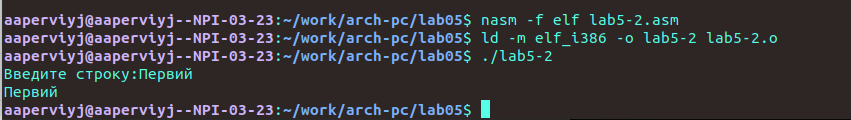 aaperviyj@aaperviyj--NPI-03-23:~/work/arch-pc/lab05$ nasm -f elf lab5-2.asm
aaperviyj@aaperviyj--NPI-03-23:~/work/arch-pc/lab05$ ld -m elf_i386 -o lab5-2 lab5-2.o
aaperviyj@aaperviyj--NPI-03-23:~/work/arch-pc/lab05$ ./lab5-2
Введите строку:Первий
Первий
aaperviyj@aaperviyj--NPI-03-23:~/work/arch-pc/lab05$